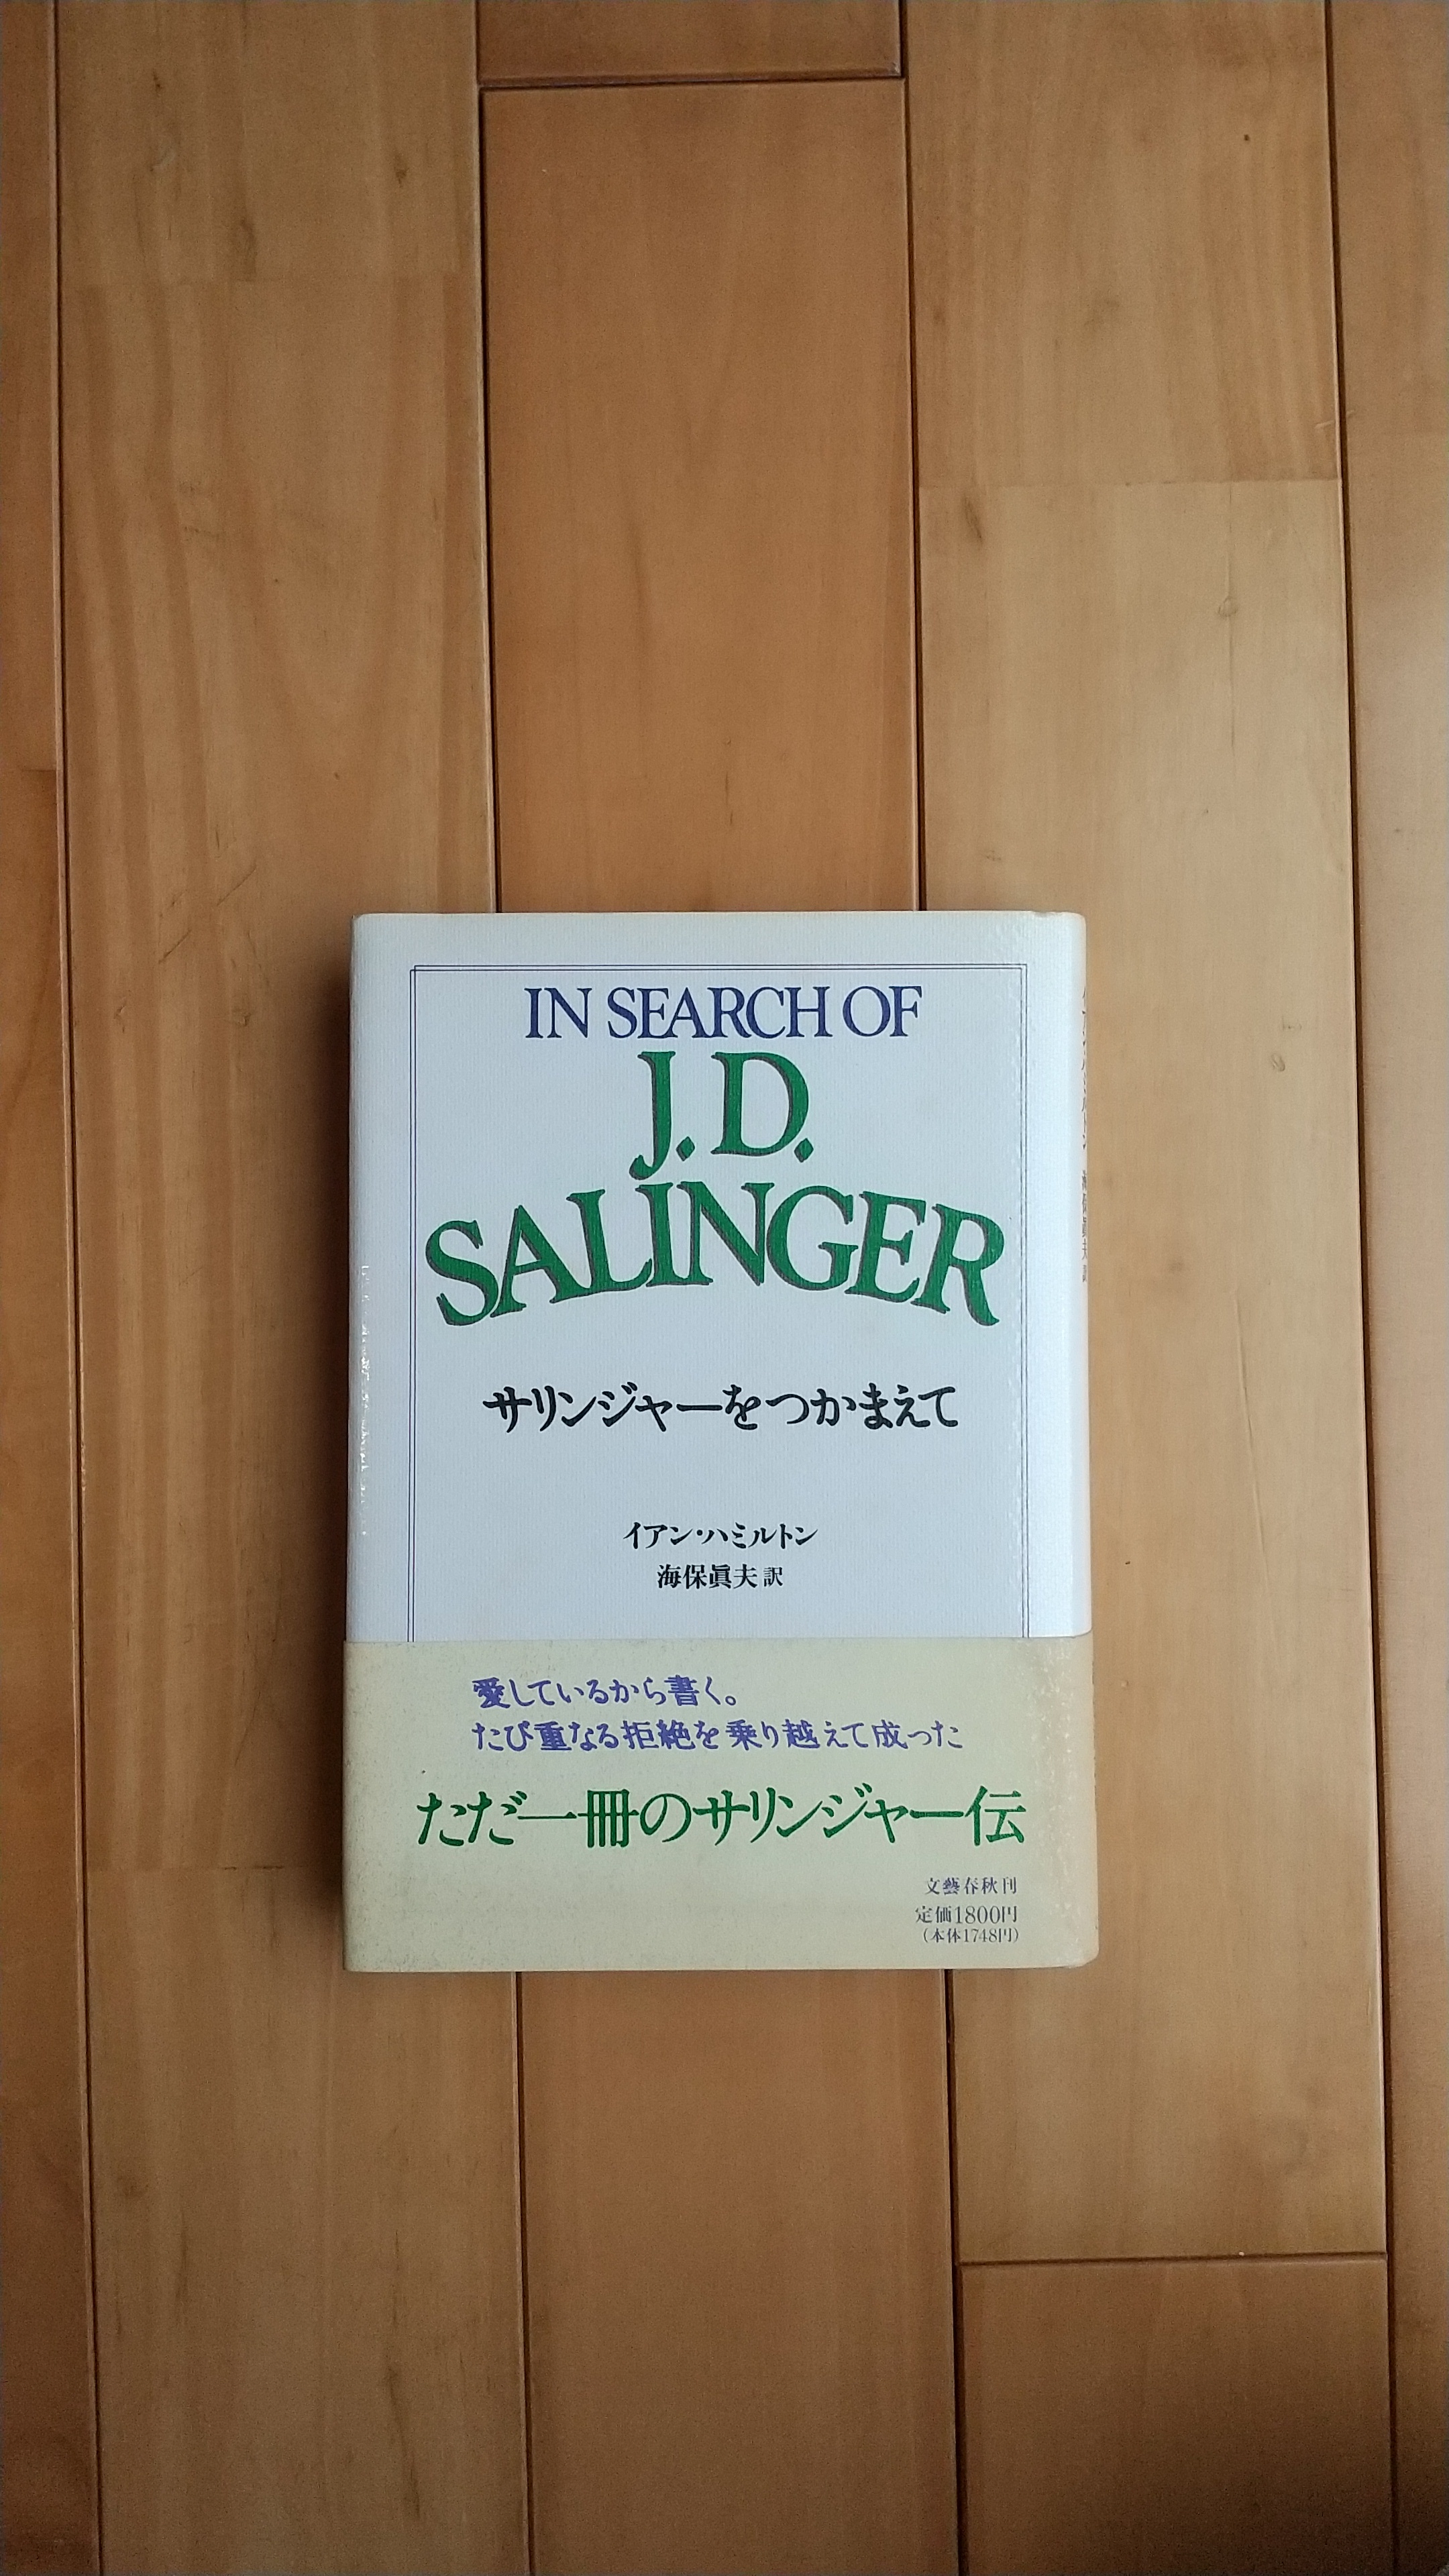 IN SEARCH OF
J.D.
SALINGER
サリンジャーをつかまえて
イアン・ハミルトン
海保眞夫 訳
愛しているから書く。
たび重なる拒絶を乗り越えて成った
ただ一冊のサリンジャー伝
文藝春秋刊
定価1800円
(本体1748円)